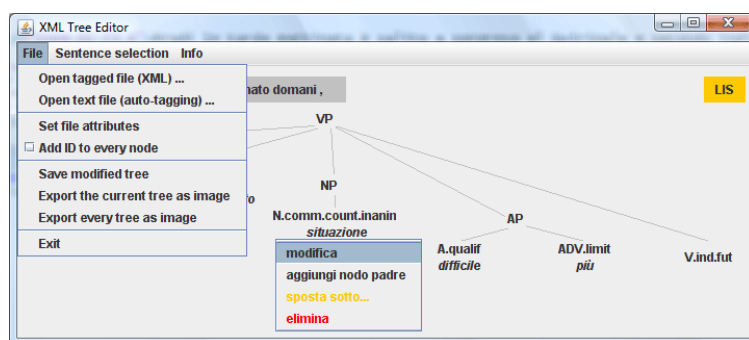 XML Tree Editor
File Sentence selection Info
Open tagged file (XML) ...
Open text file (auto-tagging) ...
Set file attributes
Add ID to every node
Save modified tree
Export the current tree as image
Export every tree as image
Exit
nato domani ,
LIS
VP
NP
AP
N.comm.count.inanin
situazione
A.qualif
difficile
ADV.limit
più
V.ind.fut
modifica
aggiungi nodo padre
sposta sotto...
elimina